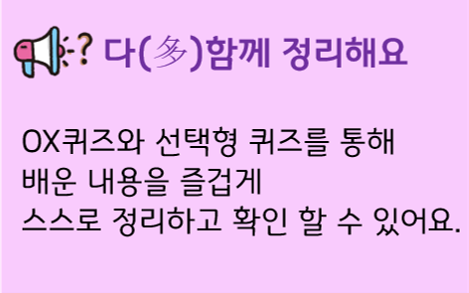 ? 다(多)함께 정리해요
OX퀴즈와 선택형 퀴즈를 통해
배운 내용을 즐겁게
스스로 정리하고 확인 할 수 있어요.